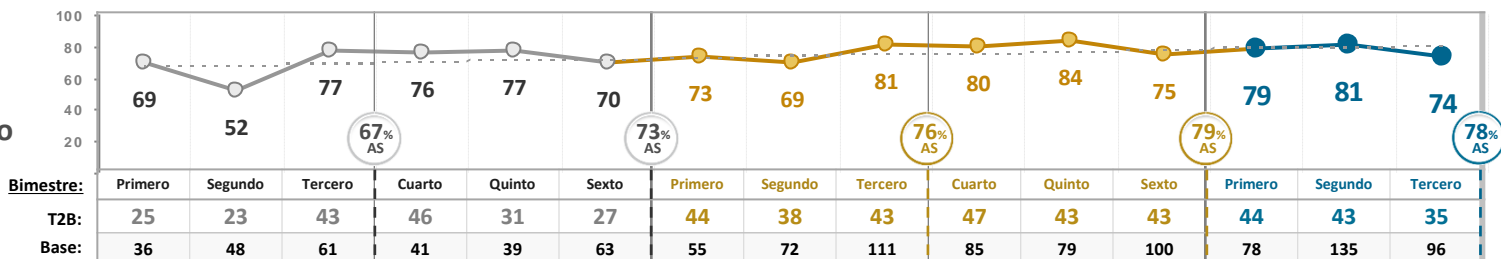 100
80
60
40
20
o
69 52 77 76 77 70 73 69 81 80 84 75 79 81 74
67% AS 73% AS 76% AS 79% AS 78% AS
Bimestre: Primero Segundo Tercero Cuarto Quinto Sexto Primero Segundo Tercero Cuarto Quinto Sexto Primero Segundo Tercero
T2B: 25 23 43 46 31 27 44 38 43 47 43 43 44 43 35
Base: 36 48 61 41 39 63 55 72 111 85 79 100 78 135 96